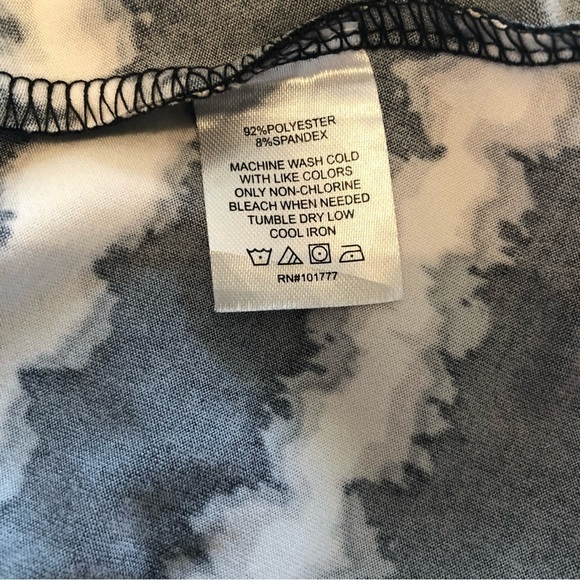 92%POLYESTER
8%SPANDEX
MACHINE WASH COLD
WITH LIKE COLORS
ONLY NON-CHLORINE
BLEACH WHEN NEEDED
TUMBLE DRY LOW
COOL IRON
RN#101777